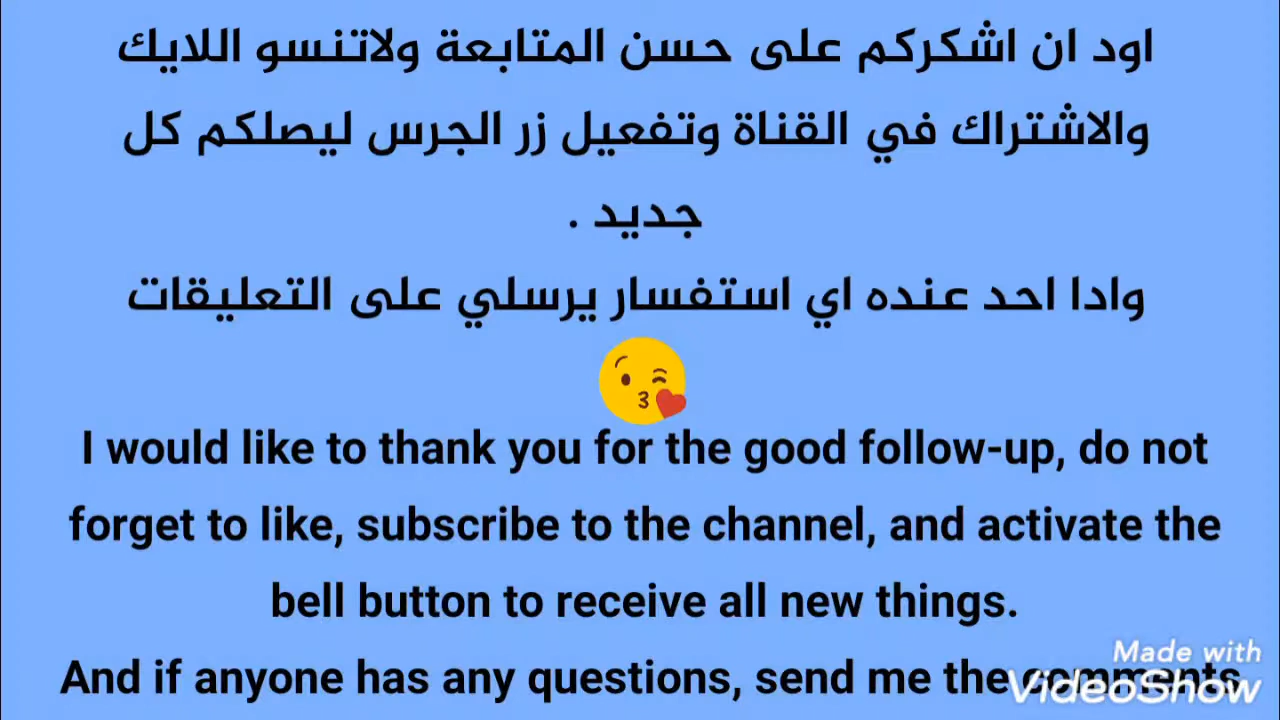 اود ان اشكركم على حسن المتابعة ولاتنسو اللايك
والاشتراك في القناة وتفعيل زر الجرس ليصلكم كل
جديد .
وادا احد عنده اي استفسار يرسلي على التعليقات
😘
I would like to thank you for the good follow-up, do not
forget to like, subscribe to the channel, and activate the
bell button to receive all new things.
And if anyone has any questions, send me the comments
Made with
VideoShow